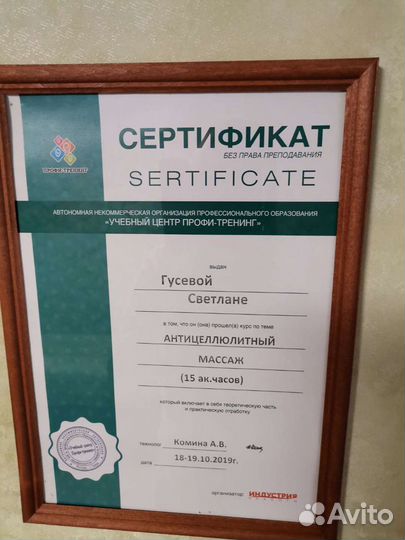 ПРОФИ-ТРЕНИНГ
СЕРТИФИКАТ
БЕЗ ПРАВА ПРЕПОДАВАНИЯ
SERTIFICATE
АВТОНОМНАЯ НЕКОММЕРЧЕСКАЯ ОРГАНИЗАЦИЯ ПРОФЕССИОНАЛЬНОГО ОБРАЗОВАНИЯ
«УЧЕБНЫЙ ЦЕНТР ПРОФИ-ТРЕНИНГ»
выдан
Гусевой
Светлане
в том, что он (она) прошел(а) курс по теме
АНТИЦЕЛЛЮЛИТНЫЙ
МАССАЖ
(15 ак.часов)
который включает в себя теоретическую часть
и практическую отработку
технолог Комина А.В.
дата 18-19.10.2019г.
организатор: ИНДУСТРИЯ
Avito